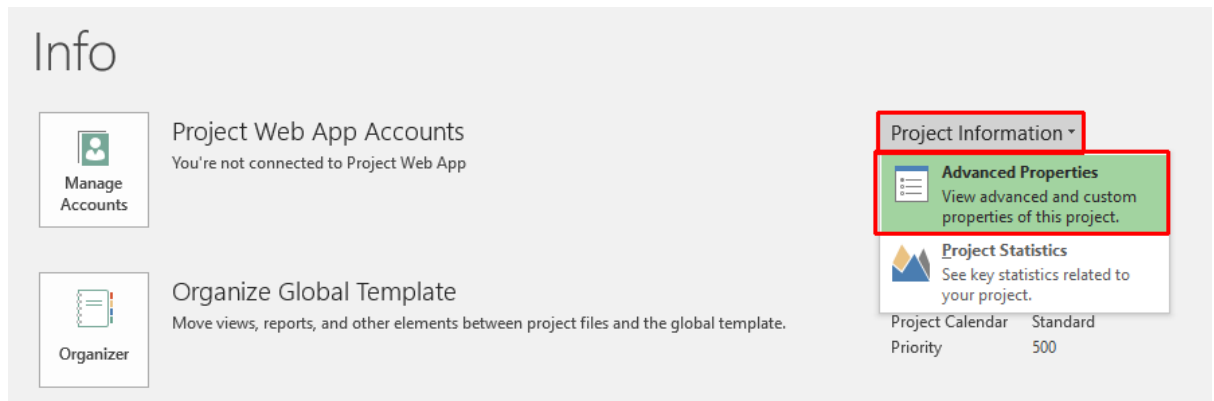 Info
Project Web App Accounts
You're not connected to Project Web App
Manage
Accounts
Project Information
Advanced Properties
View advanced and custom
properties of this project.
Project Statistics
See key statistics related to
your project.
Organize Global Template
Move views, reports, and other elements between project files and the global template.
Organizer
Project Calendar Standard
Priority 500